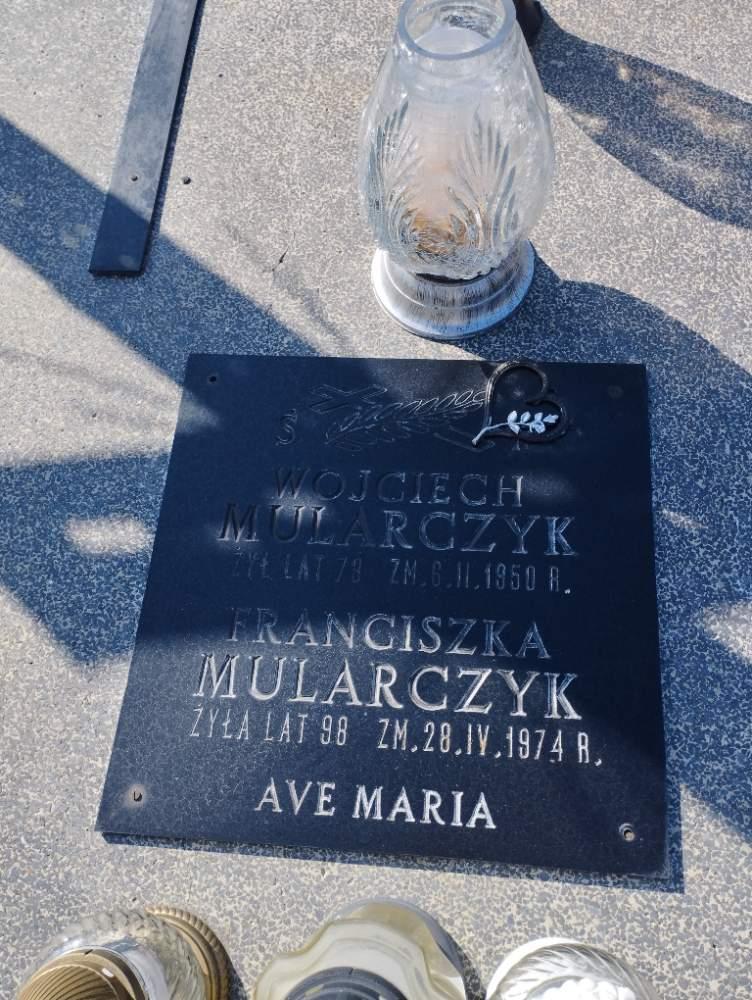 Ś
WOJCIECH
MULARCZYK
ŻYŁ LAT 79 ZM. 6. II. 1950 R.
FRANCISZKA
MULARCZYK
ŻYŁA LAT 98 ZM. 28. IV. 1974 R.
AVE MARIA